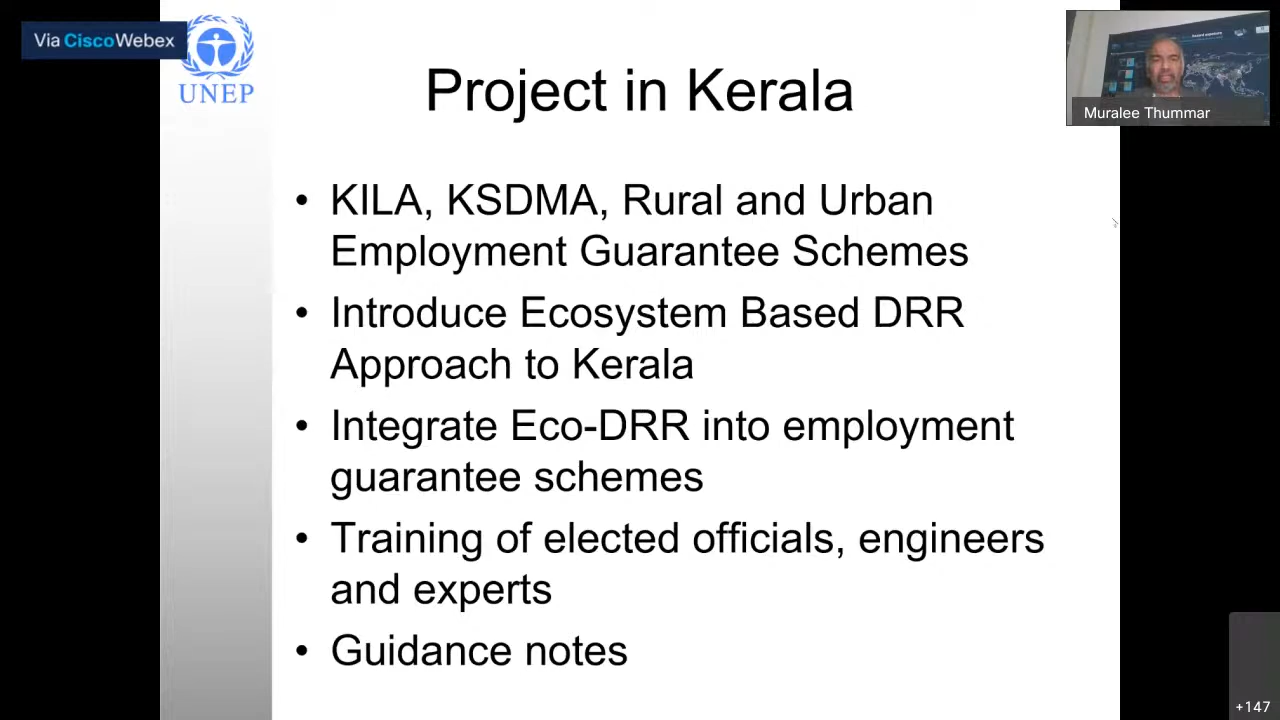 Via CiscoWebex
UNEP
Project in Kerala
Muralee Thummar
• KILA, KSDMA, Rural and Urban
Employment Guarantee Schemes
• Introduce Ecosystem Based DRR
Approach to Kerala
• Integrate Eco-DRR into employment
guarantee schemes
• Training of elected officials, engineers
and experts
• Guidance notes
+147